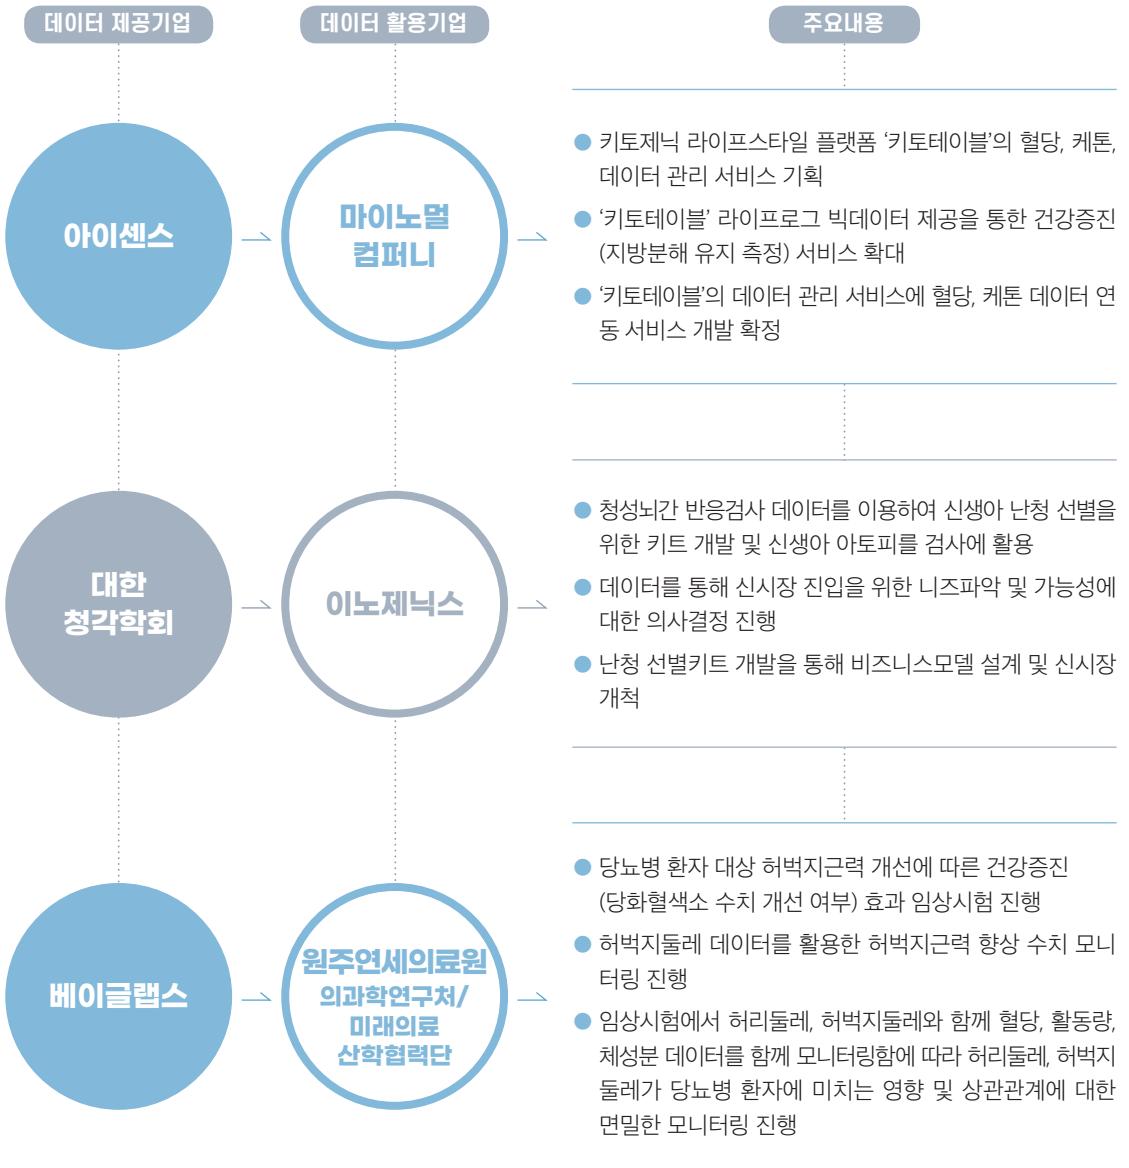 데이터 제공기업
데이터 활용기업
주요내용
아이센스
마이노멀
컴퍼니
키토제닉 라이프스타일 플랫폼 ‘키토테이블’의 혈당, 케톤,
데이터 관리 서비스 기획
‘키토테이블’ 라이프로그 빅데이터 제공을 통한 건강증진
(지방분해 유지 측정) 서비스 확대
‘키토테이블’의 데이터 관리 서비스에 혈당, 케톤 데이터 연
동 서비스 개발 확정
대한
청각학회
이노제닉스
청성뇌간 반응검사 데이터를 이용하여 신생아 난청 선별을
위한 키트 개발 및 신생아 아토피를 검사에 활용
데이터를 통해 신시장 진입을 위한 니즈파악 및 가능성에
대한 의사결정 진행
난청 선별키트 개발을 통해 비즈니스모델 설계 및 신시장
개척
베이글랩스
원주연세의료원
의과학연구처/
미래의료
산학협력단
당뇨병 환자 대상 허벅지근력 개선에 따른 건강증진
(당화혈색소 수치 개선 여부) 효과 임상시험 진행
허벅지둘레 데이터를 활용한 허벅지근력 향상 수치 모니
터링 진행
임상시험에서 허리둘레, 허벅지둘레와 함께 혈당, 활동량,
체성분 데이터를 함께 모니터링함에 따라 허리둘레, 허벅지
둘레가 당뇨병 환자에 미치는 영향 및 상관관계에 대한
면밀한 모니터링 진행